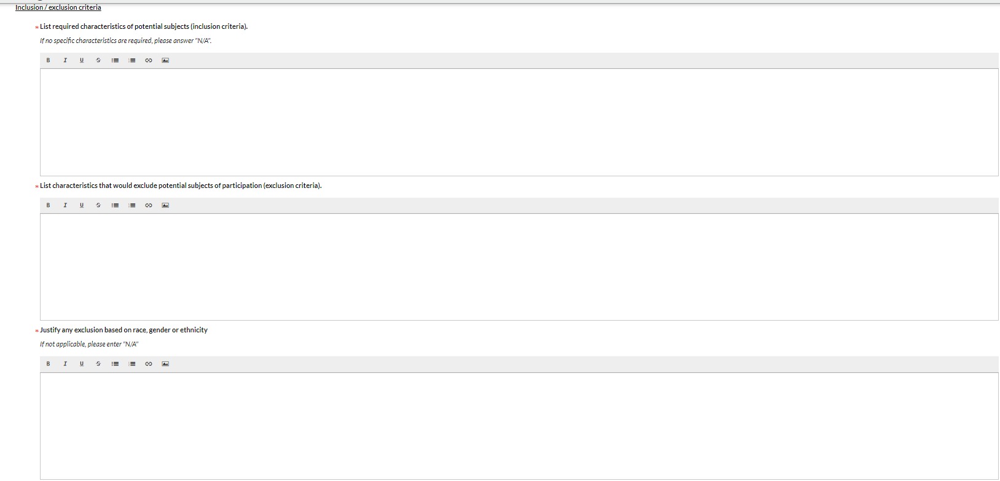 Inclusion / exclusion criteria
* List required characteristics of potential subjects (inclusion criteria).
If no specific characteristics are required, please answer "N/A".
B I U S
* List characteristics that would exclude potential subjects of participation (exclusion criteria).
B I U S
* Justify any exclusion based on race, gender or ethnicity
If not applicable, please enter "N/A"
B I U S